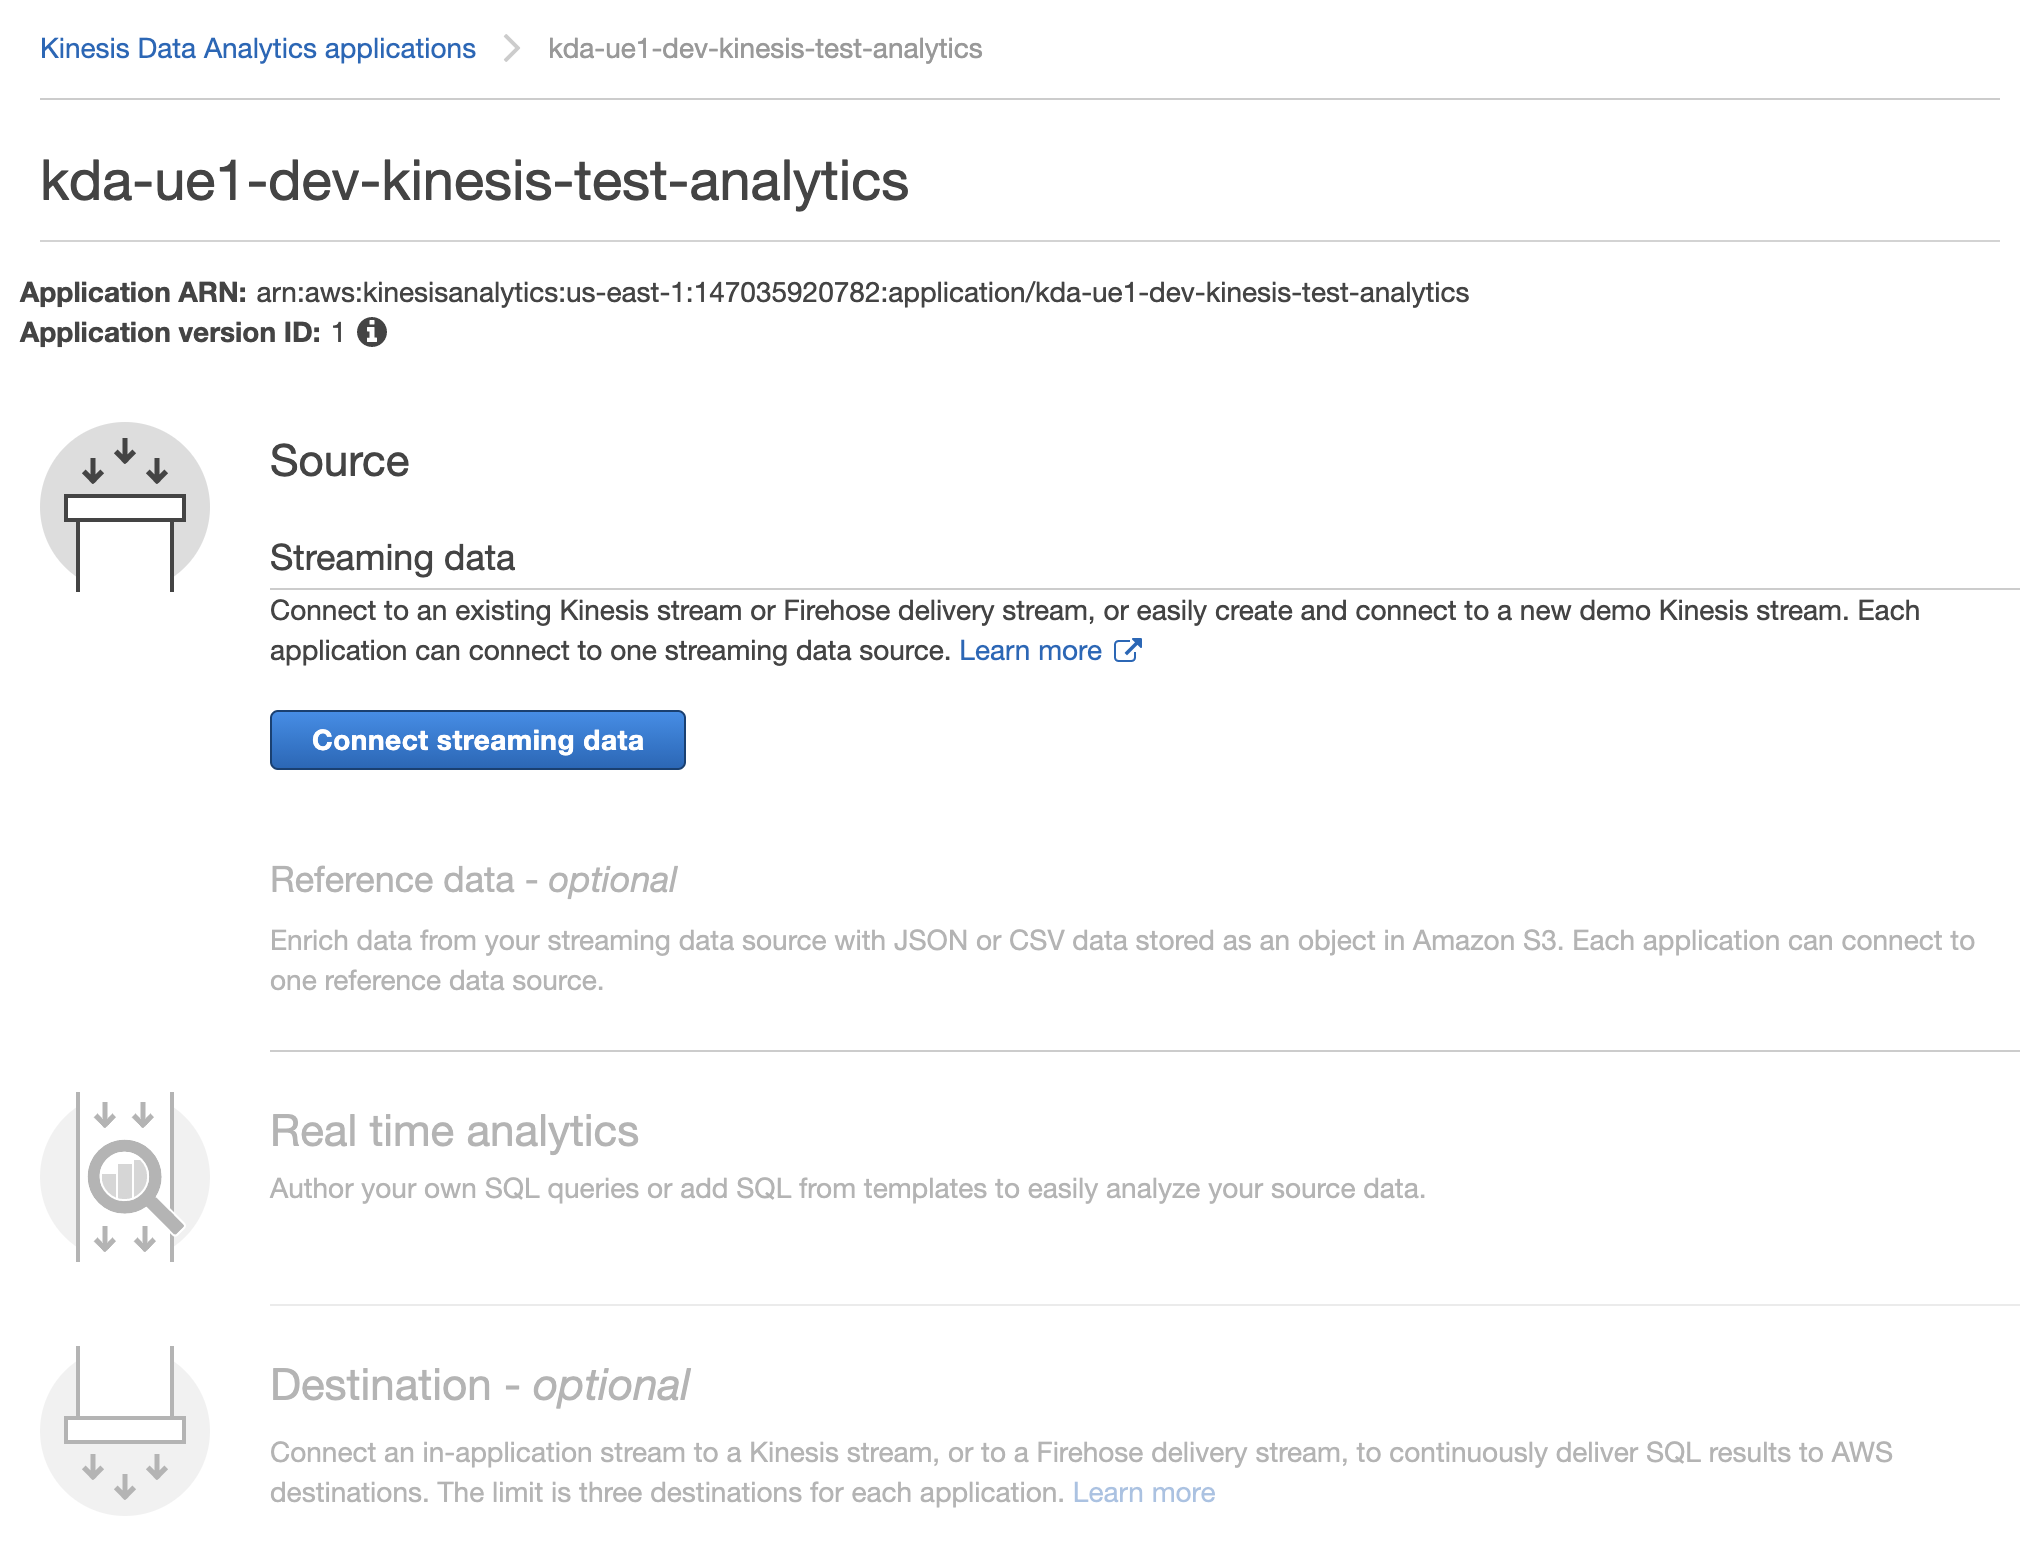 Kinesis Data Analytics applications kda-ue1-dev-kinesis-test-analytics
kda-ue1-dev-kinesis-test-analytics
Application ARN: arn:aws:kinesisanalytics:us-east-1:147035920782:application/kda-ue1-dev-kinesis-test-analytics
Application version ID: 1
Source
Streaming data
Connect to an existing Kinesis stream or Firehose delivery stream, or easily create and connect to a new demo Kinesis stream. Each
application can connect to one streaming data source. Learn more
Connect streaming data
Reference data - optional
Enrich data from your streaming data source with JSON or CSV data stored as an object in Amazon S3. Each application can connect to
one reference data source.
Real time analytics
Author your own SQL queries or add SQL from templates to easily analyze your source data.
Destination - optional
Connect an in-application stream to a Kinesis stream, or to a Firehose delivery stream, to continuously deliver SQL results to AWS
destinations. The limit is three destinations for each application. Learn more